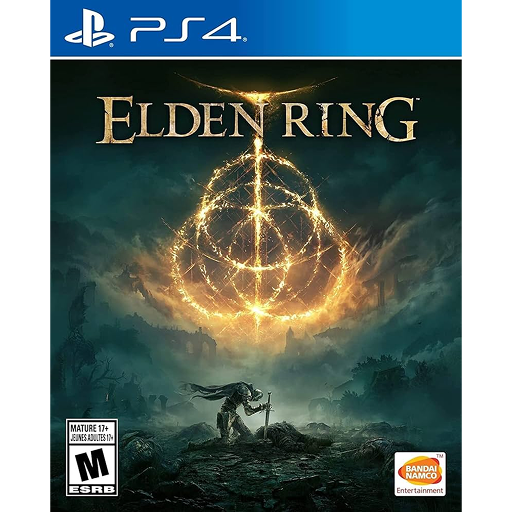 PS4
ELDEN RING
MATURE 17+
JEUNES ADULTES 17+
M
ESRB
BANDAI
NAMCO
Entertainment